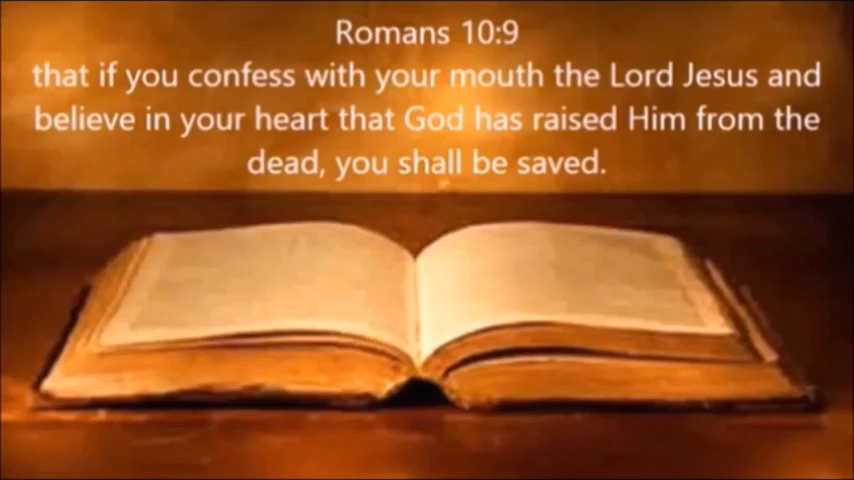 Romans 10:9
that if you confess with your mouth the Lord Jesus and
believe in your heart that God has raised Him from the
dead, you shall be saved.